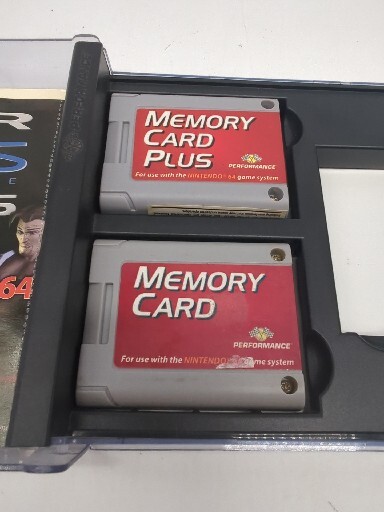 MEMORY
CARD
PLUS
PERFORMANCE
For use with the NINTENDO® 64 game system
MEMORY
CARD
PERFORMANCE
For use with the NINTENDO game system
R
S
E
S
64